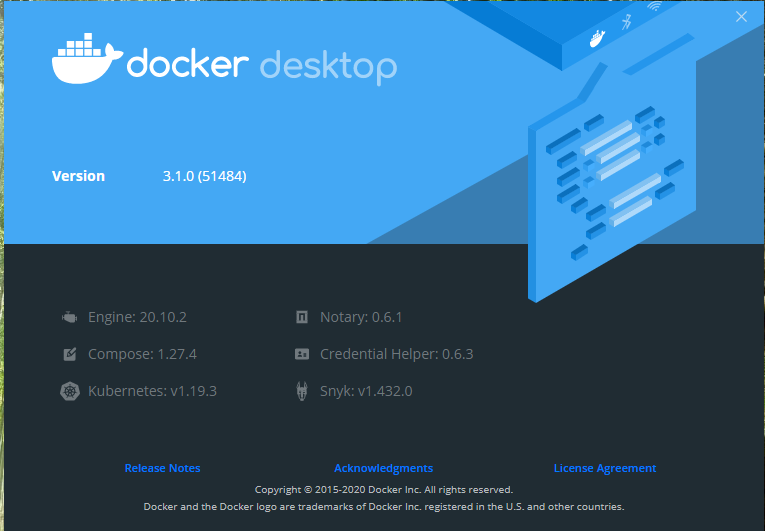 docker desktop
Version 3.1.0 (51484)
Engine: 20.10.2 Notary: 0.6.1
Compose: 1.27.4 Credential Helper: 0.6.3
Kubernetes: v1.19.3 Snyk: v1.432.0
Release Notes Acknowledgments License Agreement
Copyright © 2015-2020 Docker Inc. All rights reserved.
Docker and the Docker logo are trademarks of Docker Inc. registered in the U.S. and other countries.